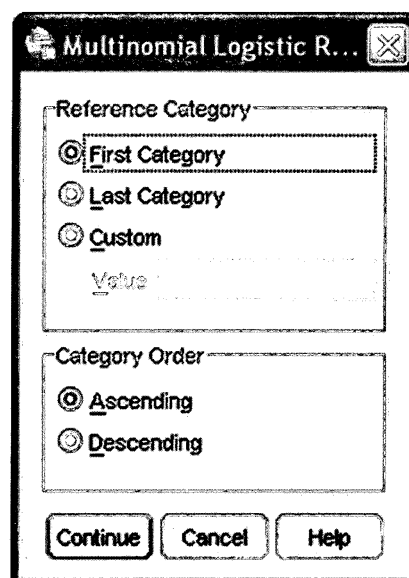 Multinomial Logistic R...
Reference Category
First Category
Last Category
Custom
Value
Category Order
Ascending
Descending
Continue Cancel Help